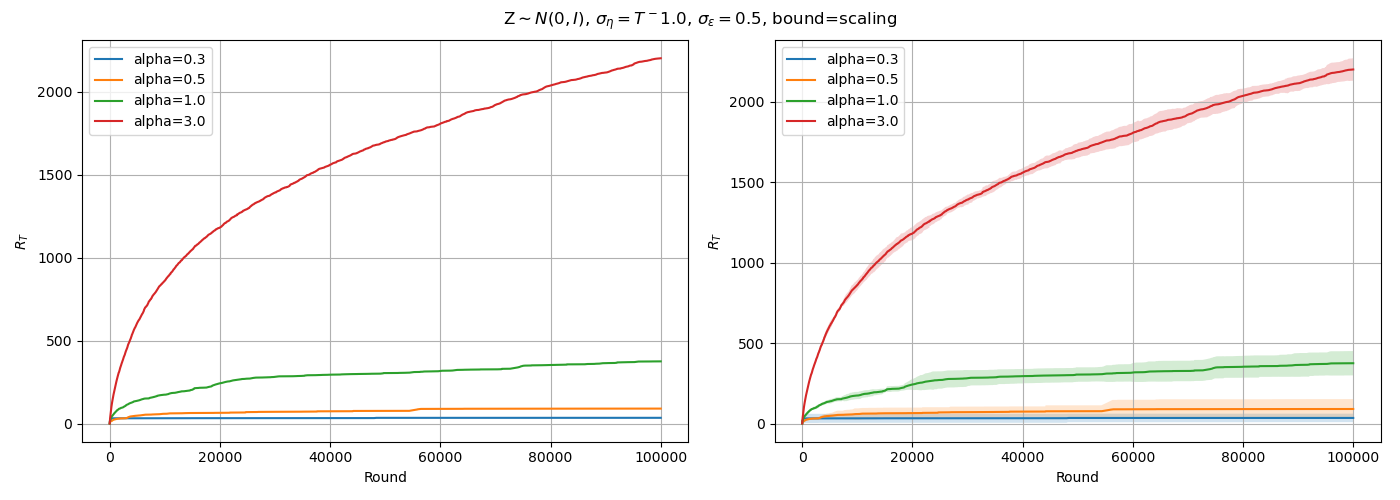 Z ∼ N(0, I), σ_η = T⁻1.0, σ_ε = 0.5, bound=scaling
alpha=0.3
alpha=0.5
alpha=1.0
alpha=3.0
2000
1500
1000
500
0
R_T
0
20000
40000
60000
80000
100000
Round
alpha=0.3
alpha=0.5
alpha=1.0
alpha=3.0
2000
1500
1000
500
0
R_T
0
20000
40000
60000
80000
100000
Round